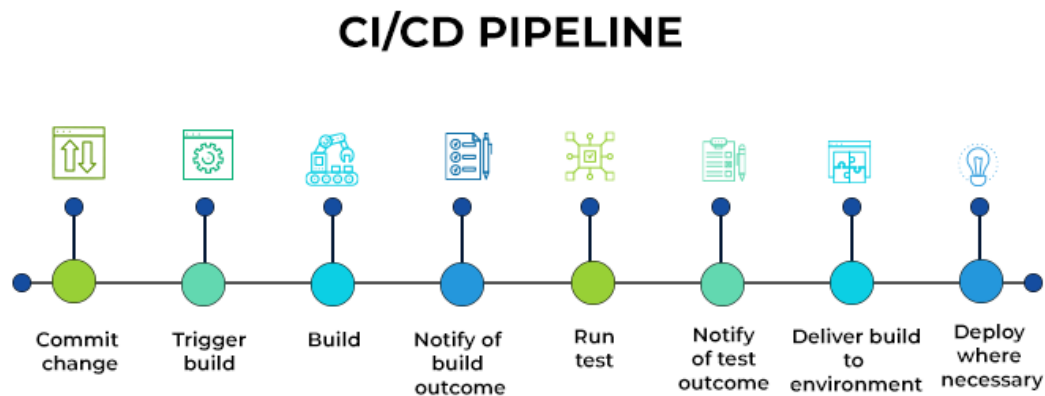 CI/CD PIPELINE
Commit
change
Trigger
build
Build
Notify of
build
outcome
Run
test
Notify
of test
outcome
Deliver build
to
environment
Deploy
where
necessary